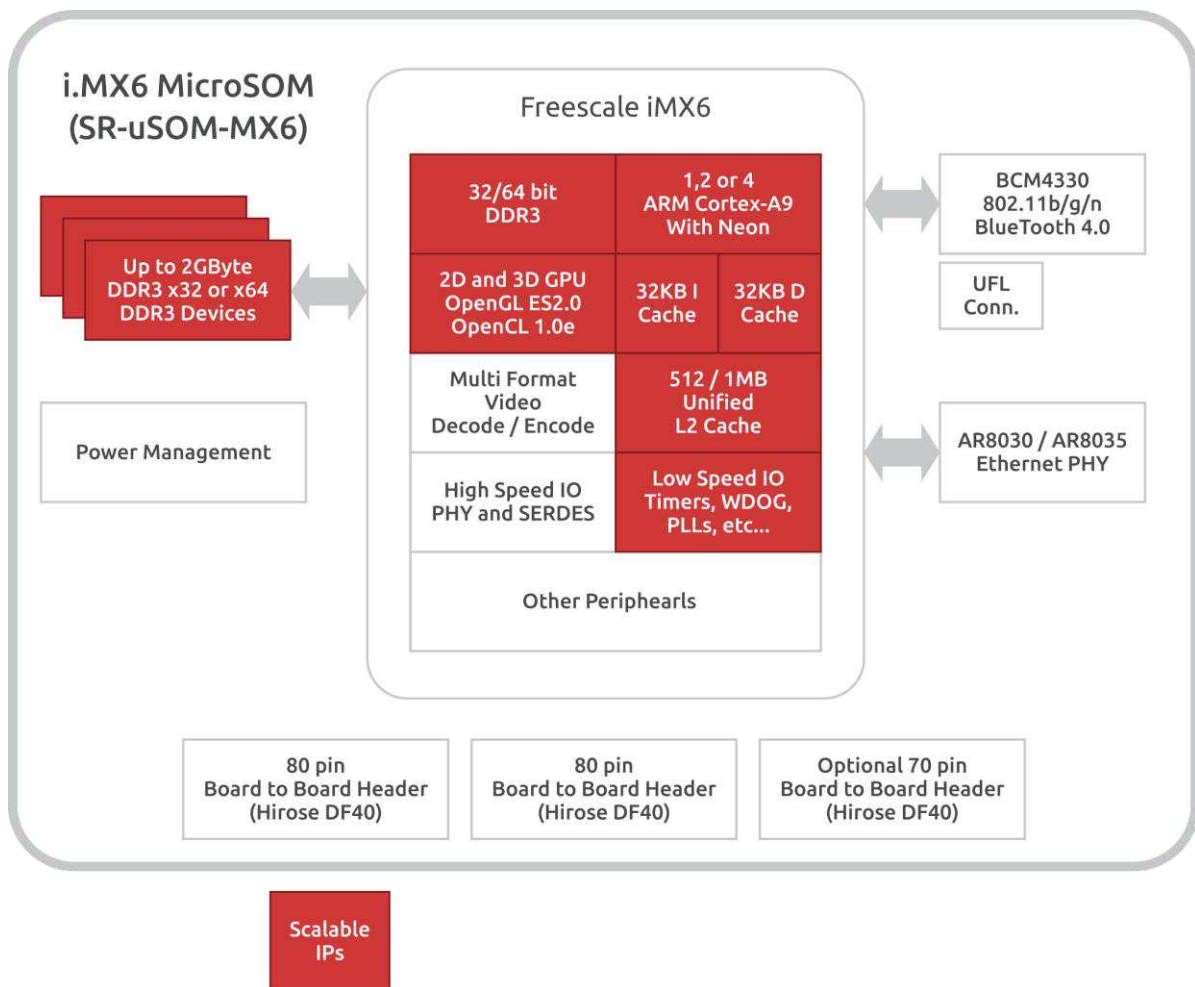 i.MX6 MicroSOM
(SR-uSOM-MX6)
Freescale iMX6
32/64 bit
DDR3
1,2 or 4
ARM Cortex-A9
With Neon
BCM4330
802.11b/g/n
BlueTooth 4.0
Up to 2GByte
DDR3 x32 or x64
DDR3 Devices
2D and 3D GPU
OpenGL ES2.0
OpenCL 1.0e
32KB I
Cache
32KB D
Cache
UFL
Conn.
Multi Format
Video
Decode / Encode
512 / 1MB
Unified
L2 Cache
Power Management
AR8030 / AR8035
Ethernet PHY
High Speed IO
PHY and SERDES
Low Speed IO
Timers, WDOG,
PLLs, etc...
Other Periphearls
80 pin
Board to Board Header
(Hirose DF40)
80 pin
Board to Board Header
(Hirose DF40)
Optional 70 pin
Board to Board Header
(Hirose DF40)
Scalable
IPs